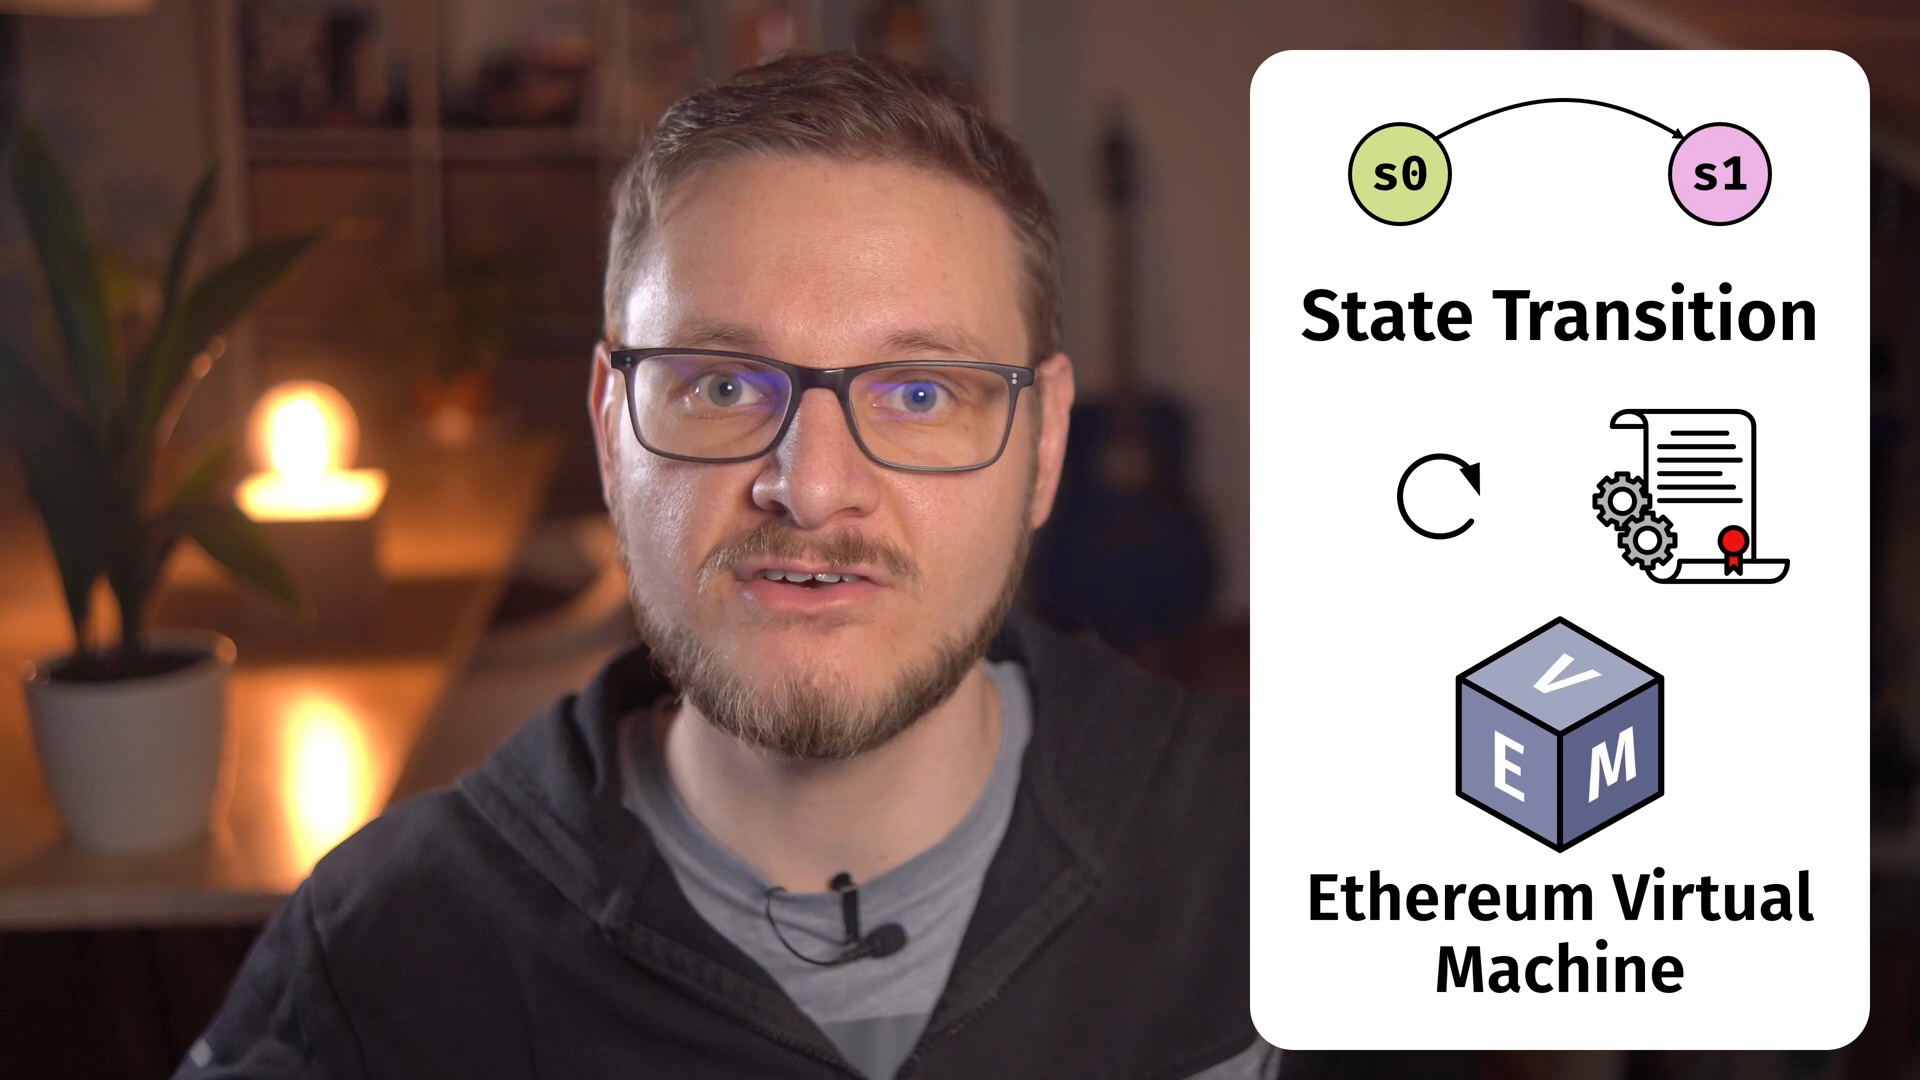 s0 s1
State Transition
V
E M
Ethereum Virtual
Machine